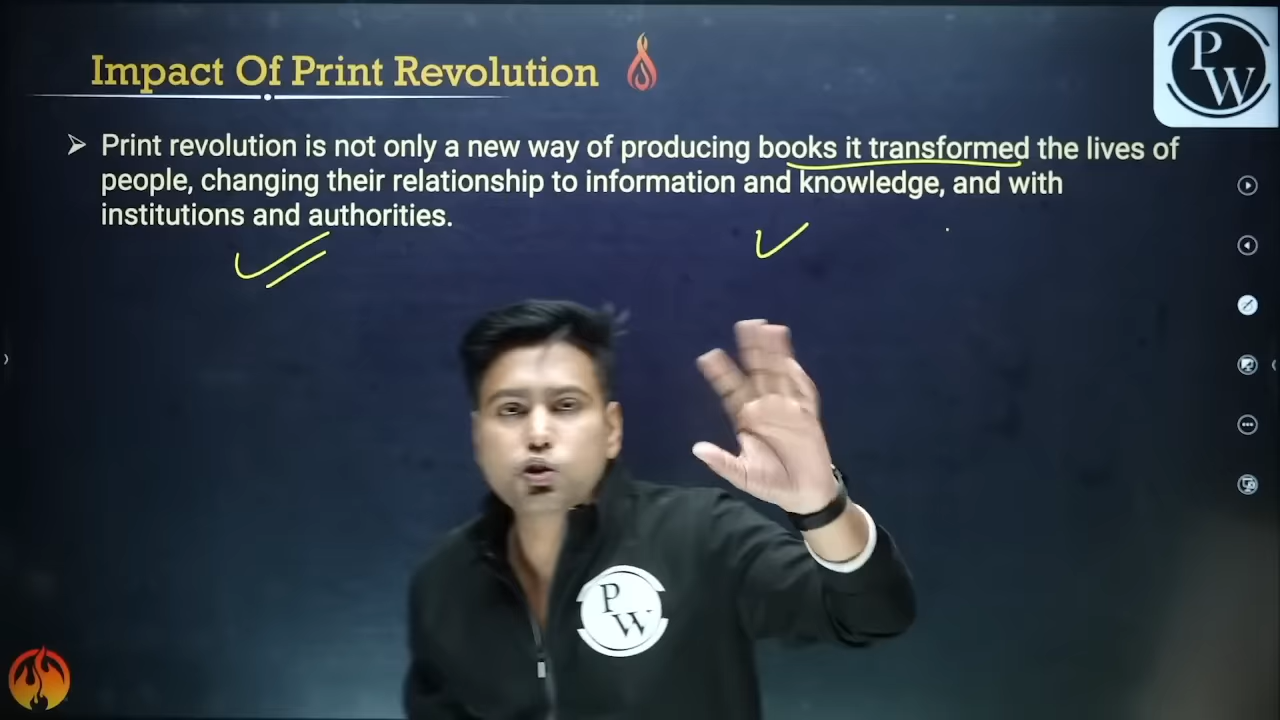 Impact Of Print Revolution
PW
Print revolution is not only a new way of producing books it transformed the lives of
people, changing their relationship to information and knowledge, and with
institutions and authorities.
PW